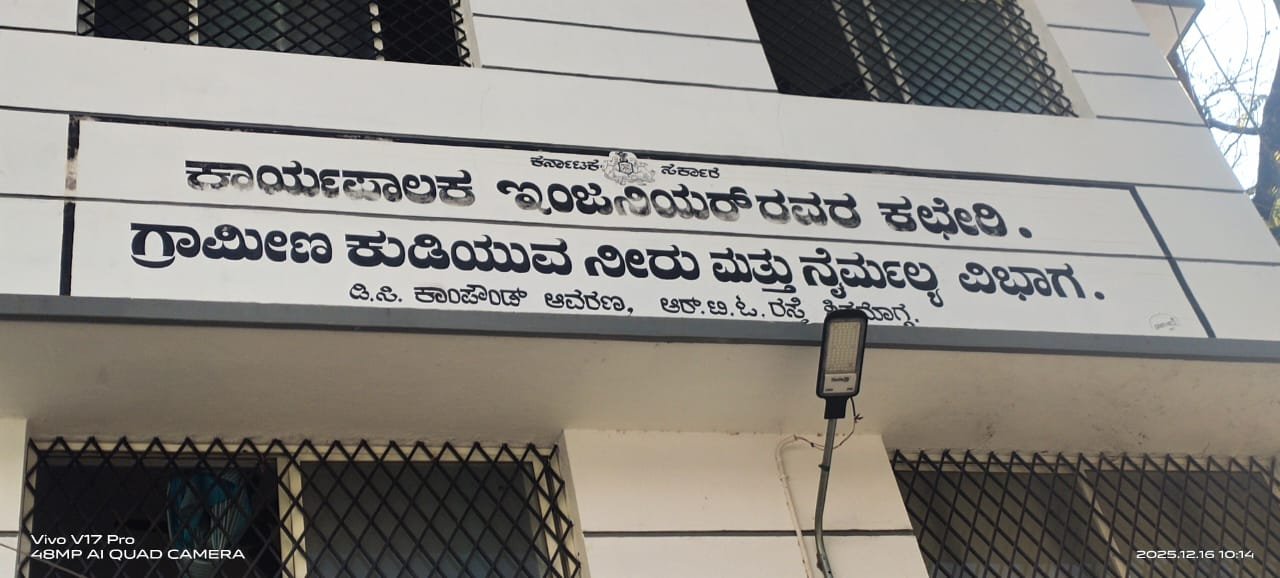 ಕರ್ನಾಟಕ ಸರ್ಕಾರ
ಕಾರ್ಯಪಾಲಕ ಇಂಜನಿಯರ್ ರವರ ಕಛೇರಿ.
ಗ್ರಾಮೀಣ ಕುಡಿಯುವ ನೀರು ಮತ್ತು ನೈರ್ಮಲ್ಯ ವಿಭಾಗ.
ಡಿ.ಸಿ. ಕಾಂಪೌಂಡ್ ಆವರಣ, ಆರ್.ಟಿ.ಓ. ರಸ್ತೆ ಶಿವಮೊಗ್ಗ.
Vivo V17 Pro
48MP AI QUAD CAMERA
2025.12.16 10:14